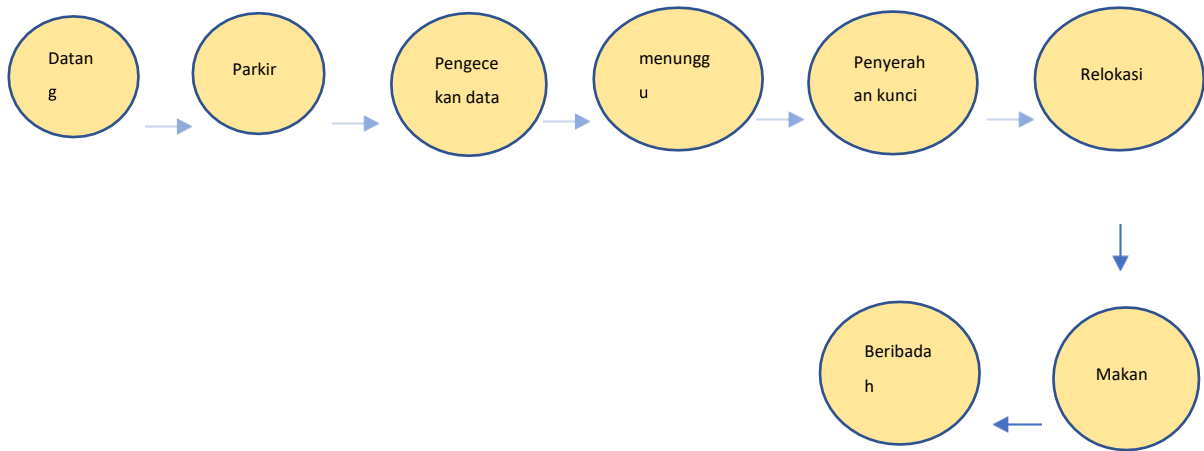 Datan
g
Parkir
Pengece
kan data
menungg
u
Penyerah
an kunci
Relokasi
Makan
Beribada
h